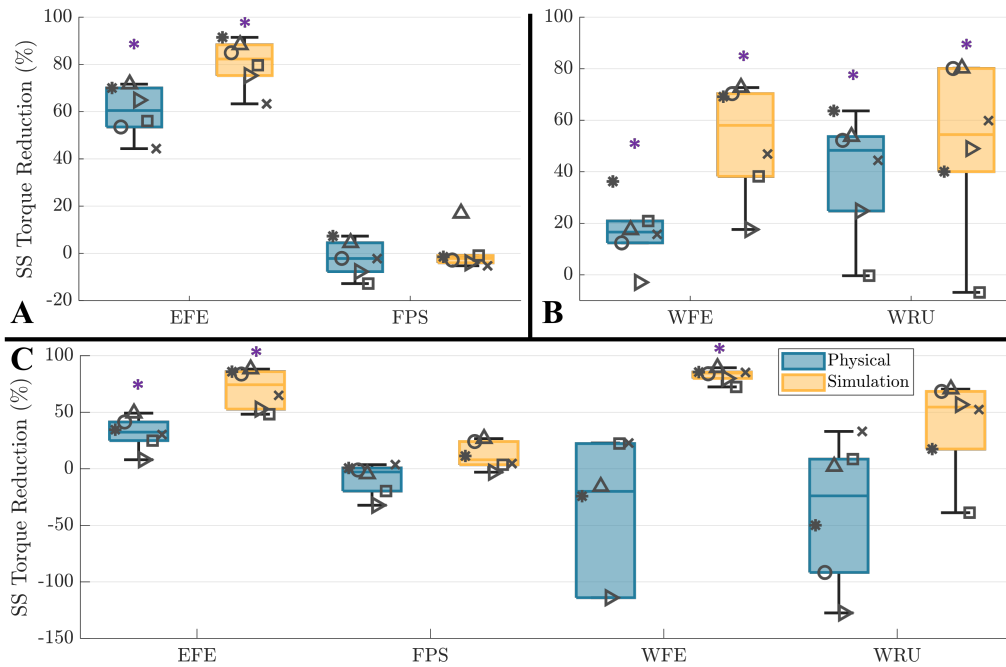 SS Torque Reduction (%)
100
80
60
40
20
0
-20
EFE
FPS
A
*
*
100
80
60
40
20
0
WFE
WRU
B
*
*
*
*
C
SS Torque Reduction (%)
100
50
0
-50
-100
-150
EFE
FPS
WFE
WRU
*
*
*
Physical
Simulation